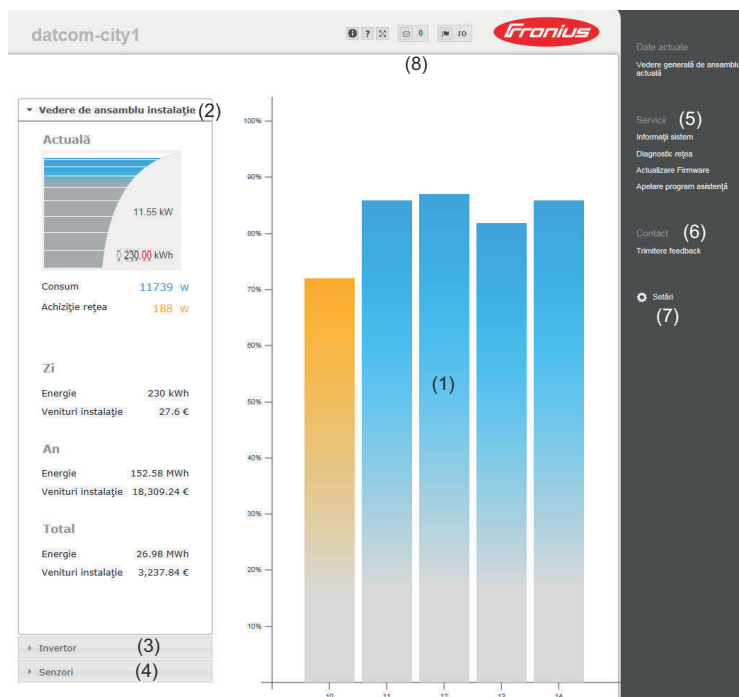 datcom-city1
i ? 0 ro
Fronius
(8)
Vedere de ansamblu instalaţie (2)
Actuală
11.55 kW
0 230.00 kWh
Consum 11739 W
Achiziţie reţea 188 W
Zi
Energie 230 kWh
Venituri instalaţie 27.6 €
An
Energie 152.58 MWh
Venituri instalaţie 18,309.24 €
Total
Energie 26.98 MWh
Venituri instalaţie 3,237.84 €
Invertor (3)
Senzori (4)
100%
90%
80%
70%
60%
50%
40%
30%
20%
10%
(1)
10 11 12 13 14
Date actuale
Vedere generală de ansamblu
actuală
Servicii (5)
Informaţii sistem
Diagnostic reţea
Actualizare Firmware
Apelare program asistenţă
Contact (6)
Trimitere feedback
Setări
(7)